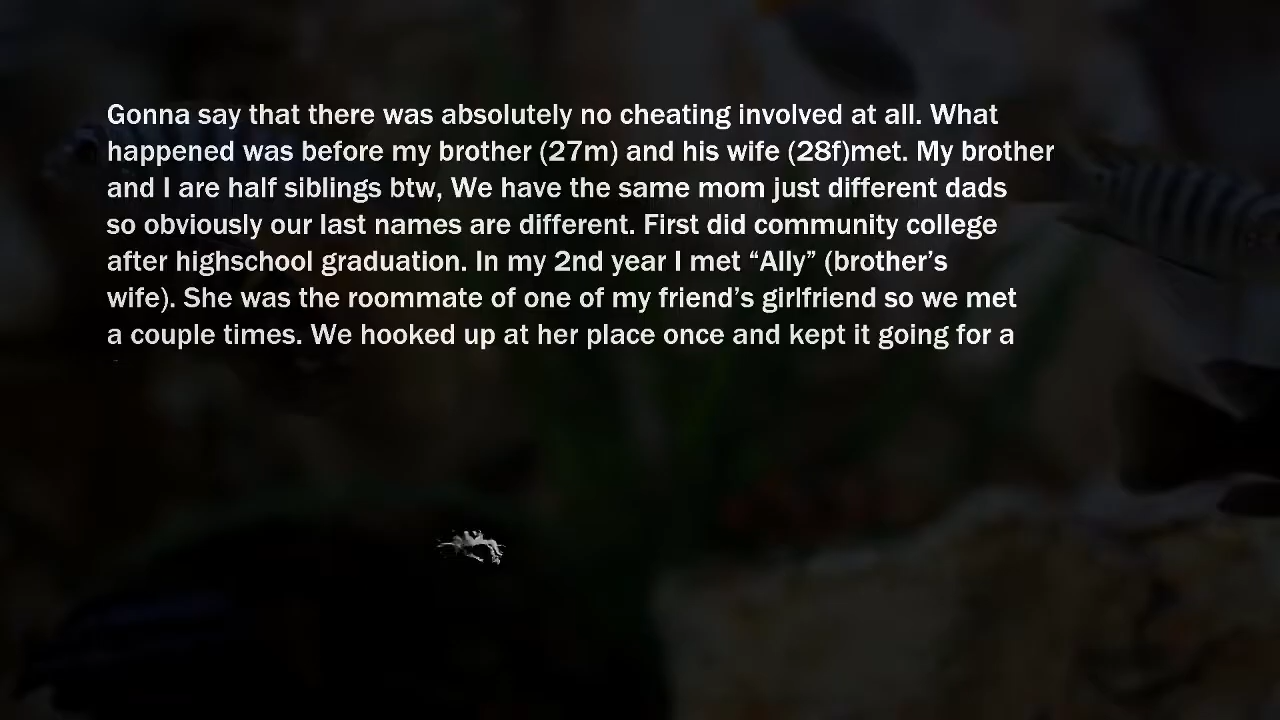 Gonna say that there was absolutely no cheating involved at all. What
happened was before my brother (27m) and his wife (28f)met. My brother
and I are half siblings btw, We have the same mom just different dads
so obviously our last names are different. First did community college
after highschool graduation. In my 2nd year I met “Ally” (brother’s
wife). She was the roommate of one of my friend’s girlfriend so we met
a couple times. We hooked up at her place once and kept it going for a